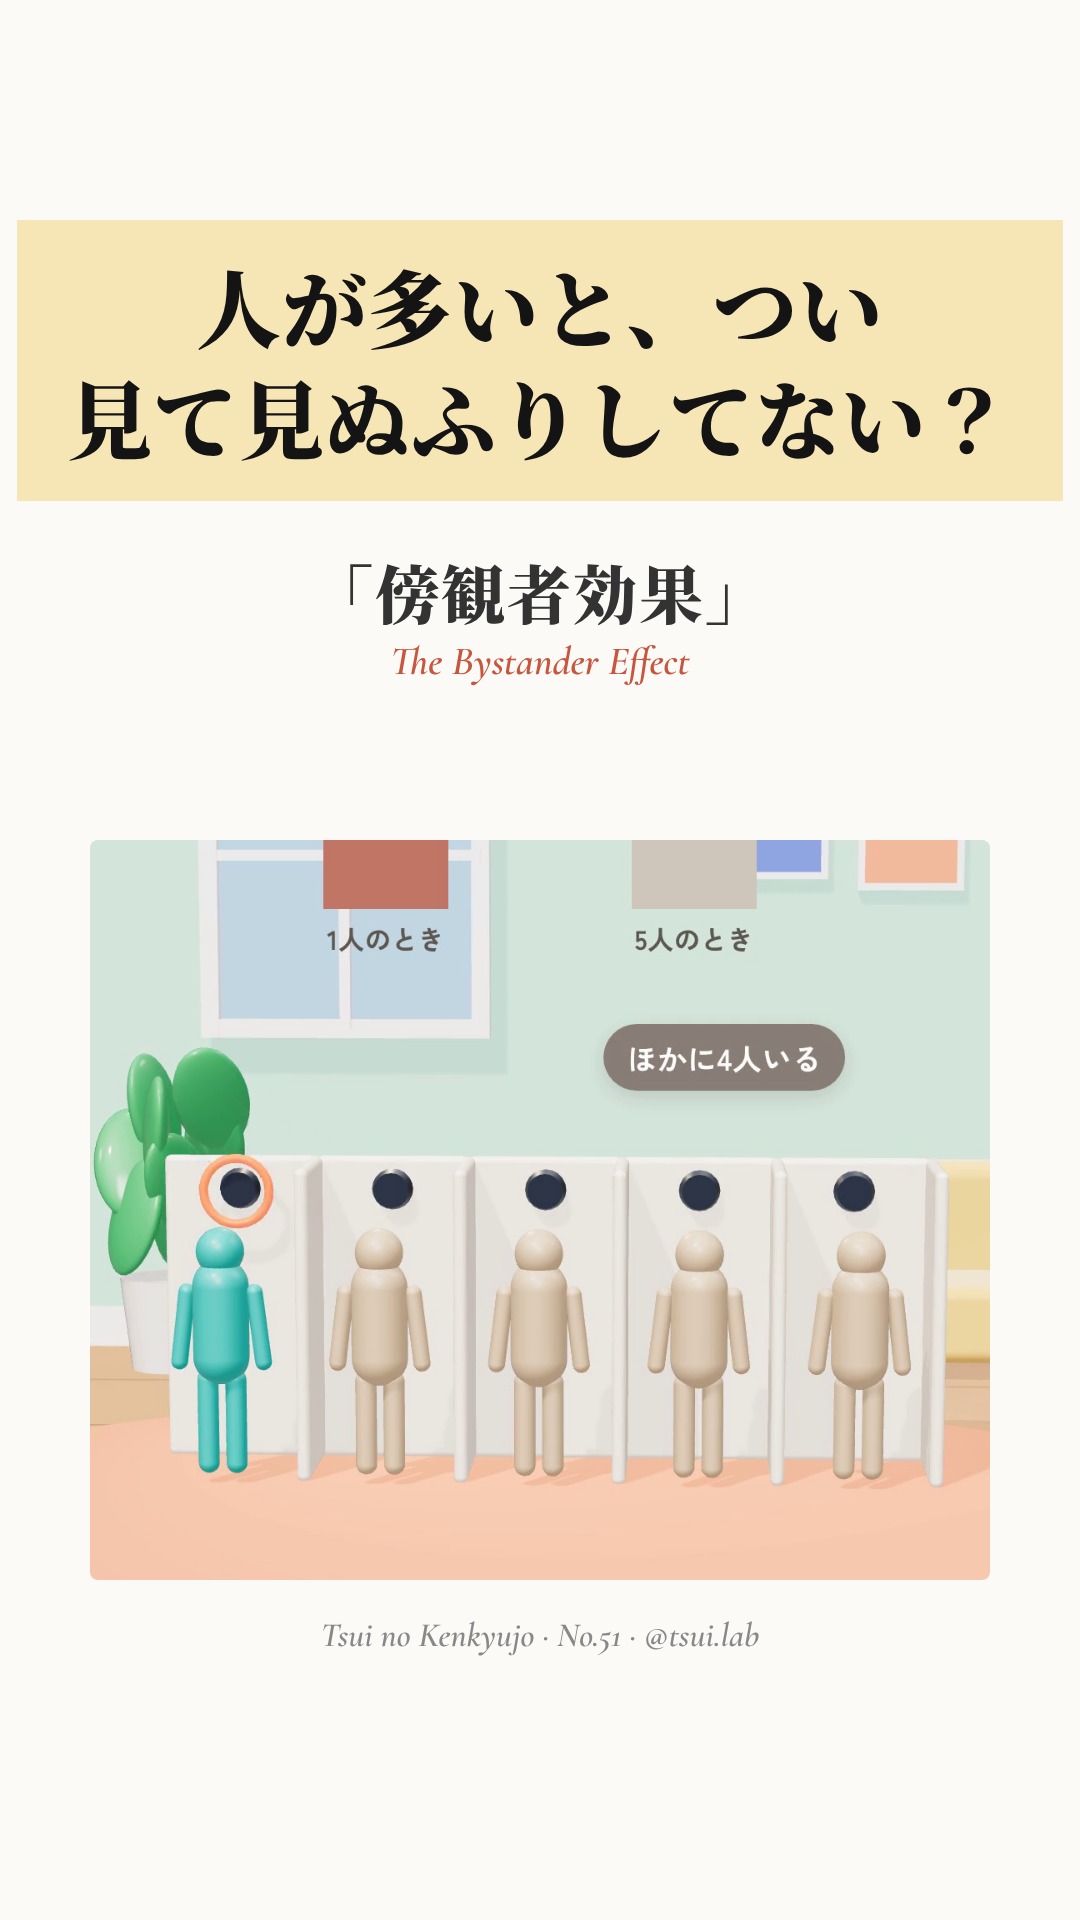 人が多いと、つい
見て見ぬふりしてない？
「傍観者効果」
The Bystander Effect
1人のとき
5人のとき
ほかに4人いる
Tsui no Kenkyujo · No.51 · @tsui.lab